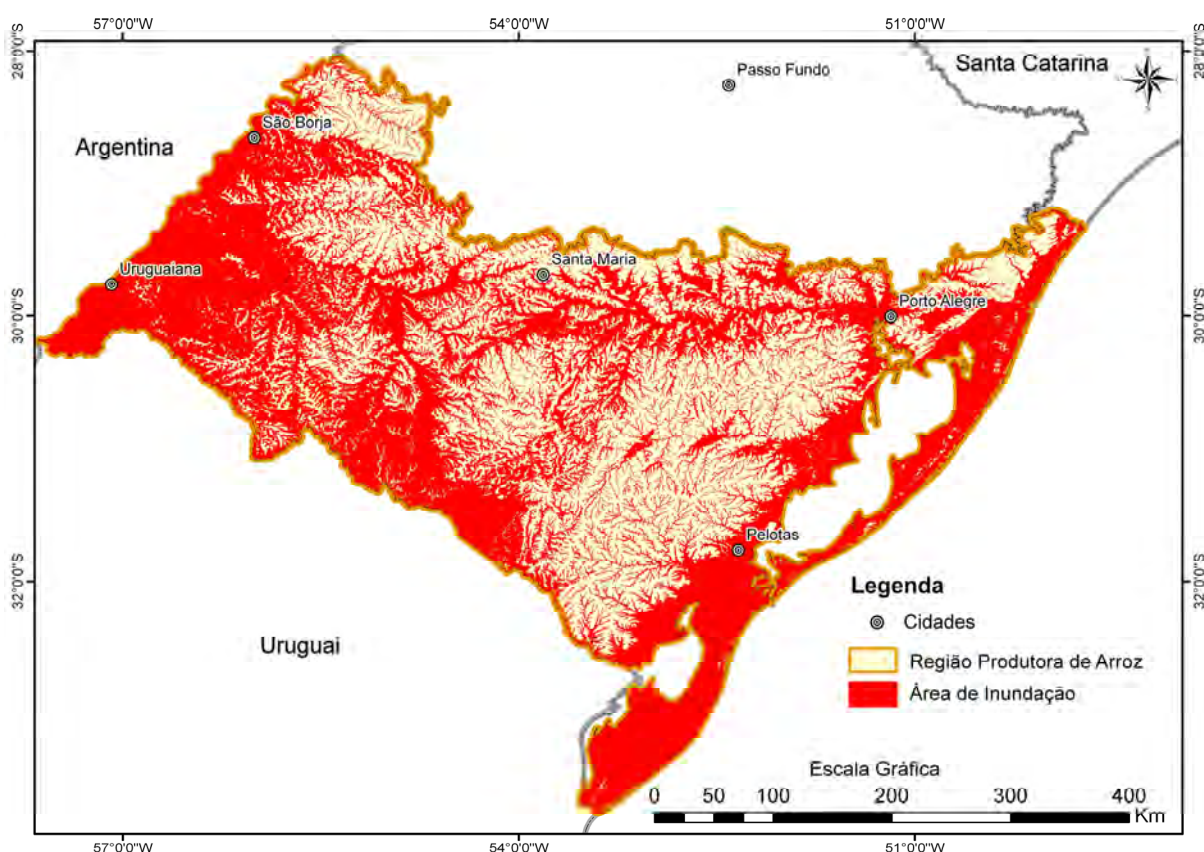 57°0'0"W
54°0'0"W
51°0'0"W
28°0'0"S
28°0'0"S
Passo Fundo
Santa Catarina
São Borja
Argentina
Uruguaiana
Santa Maria
Porto Alegre
30°0'0"S
30°0'0"S
Pelotas
32°0'0"S
32°0'0"S
Uruguai
Legenda
Cidades
Região Produtora de Arroz
Área de Inundação
Escala Gráfica
0 50 100 200 300 400
Km
57°0'0"W
54°0'0"W
51°0'0"W